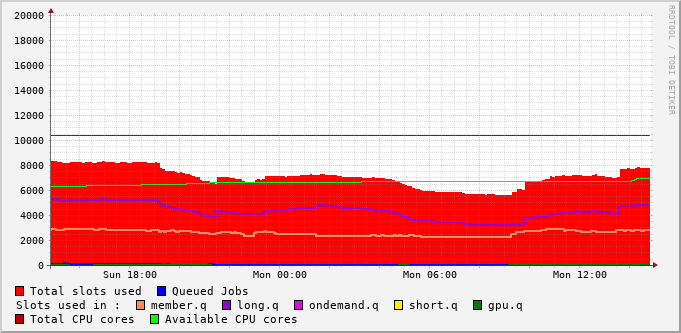 20000
18000
16000
14000
12000
10000
8000
6000
4000
2000
0
Sun 18:00 Mon 00:00 Mon 06:00 Mon 12:00
RRDTOOL / TOBI OETIKER
Total slots used Queued Jobs
Slots used in : member.q long.q ondemand.q short.q gpu.q
Total CPU cores Available CPU cores